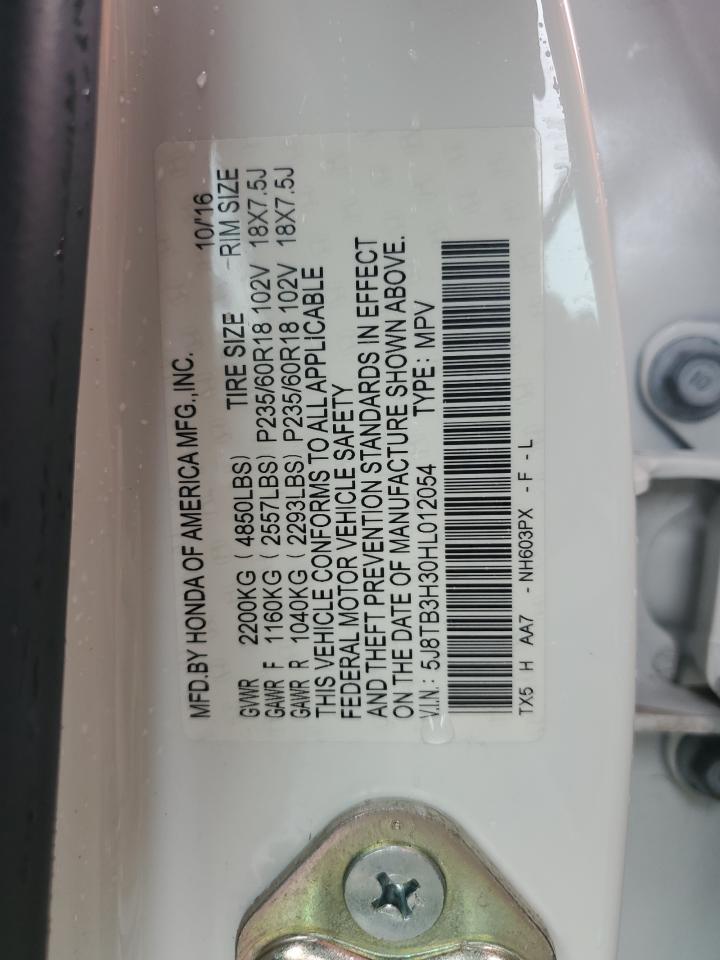 MFD.BY HONDA OF AMERICA MFG.,INC. 10/'16
TIRE SIZE RIM SIZE
GVWR 2200KG ( 4850LBS)
GAWR F 1160KG ( 2557LBS) P235/60R18 102V 18X7.5J
GAWR R 1040KG ( 2293LBS) P235/60R18 102V 18X7.5J
THIS VEHICLE CONFORMS TO ALL APPLICABLE
FEDERAL MOTOR VEHICLE SAFETY
AND THEFT PREVENTION STANDARDS IN EFFECT
ON THE DATE OF MANUFACTURE SHOWN ABOVE.
V.I.N.: 5J8TB3H30HL012054 TYPE: MPV
TX5 H AA7 - NH603PX - F - L